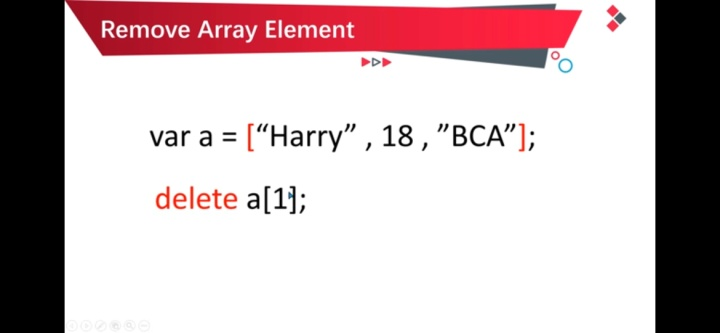 Remove Array Element
var a = [“Harry” , 18 , ”BCA”];
delete a[1];